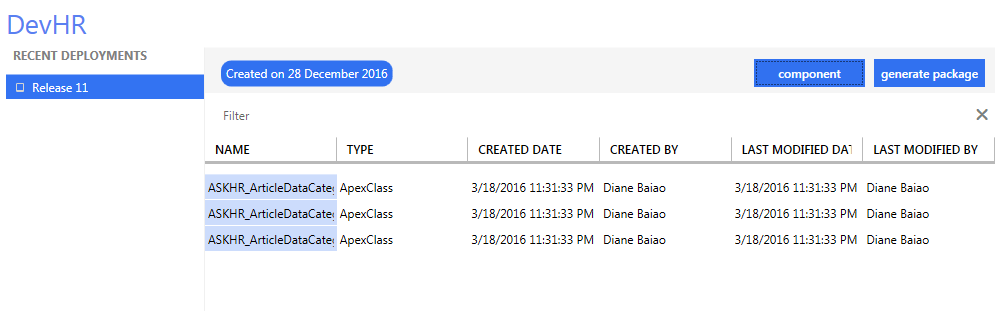 DevHR
RECENT DEPLOYMENTS
Release 11
Created on 28 December 2016 component generate package
Filter
NAME TYPE CREATED DATE CREATED BY LAST MODIFIED DAT LAST MODIFIED BY
ASKHR_ArticleDataCateg ApexClass 3/18/2016 11:31:33 PM Diane Baiao 3/18/2016 11:31:33 PM Diane Baiao
ASKHR_ArticleDataCateg ApexClass 3/18/2016 11:31:33 PM Diane Baiao 3/18/2016 11:31:33 PM Diane Baiao
ASKHR_ArticleDataCateg ApexClass 3/18/2016 11:31:33 PM Diane Baiao 3/18/2016 11:31:33 PM Diane Baiao